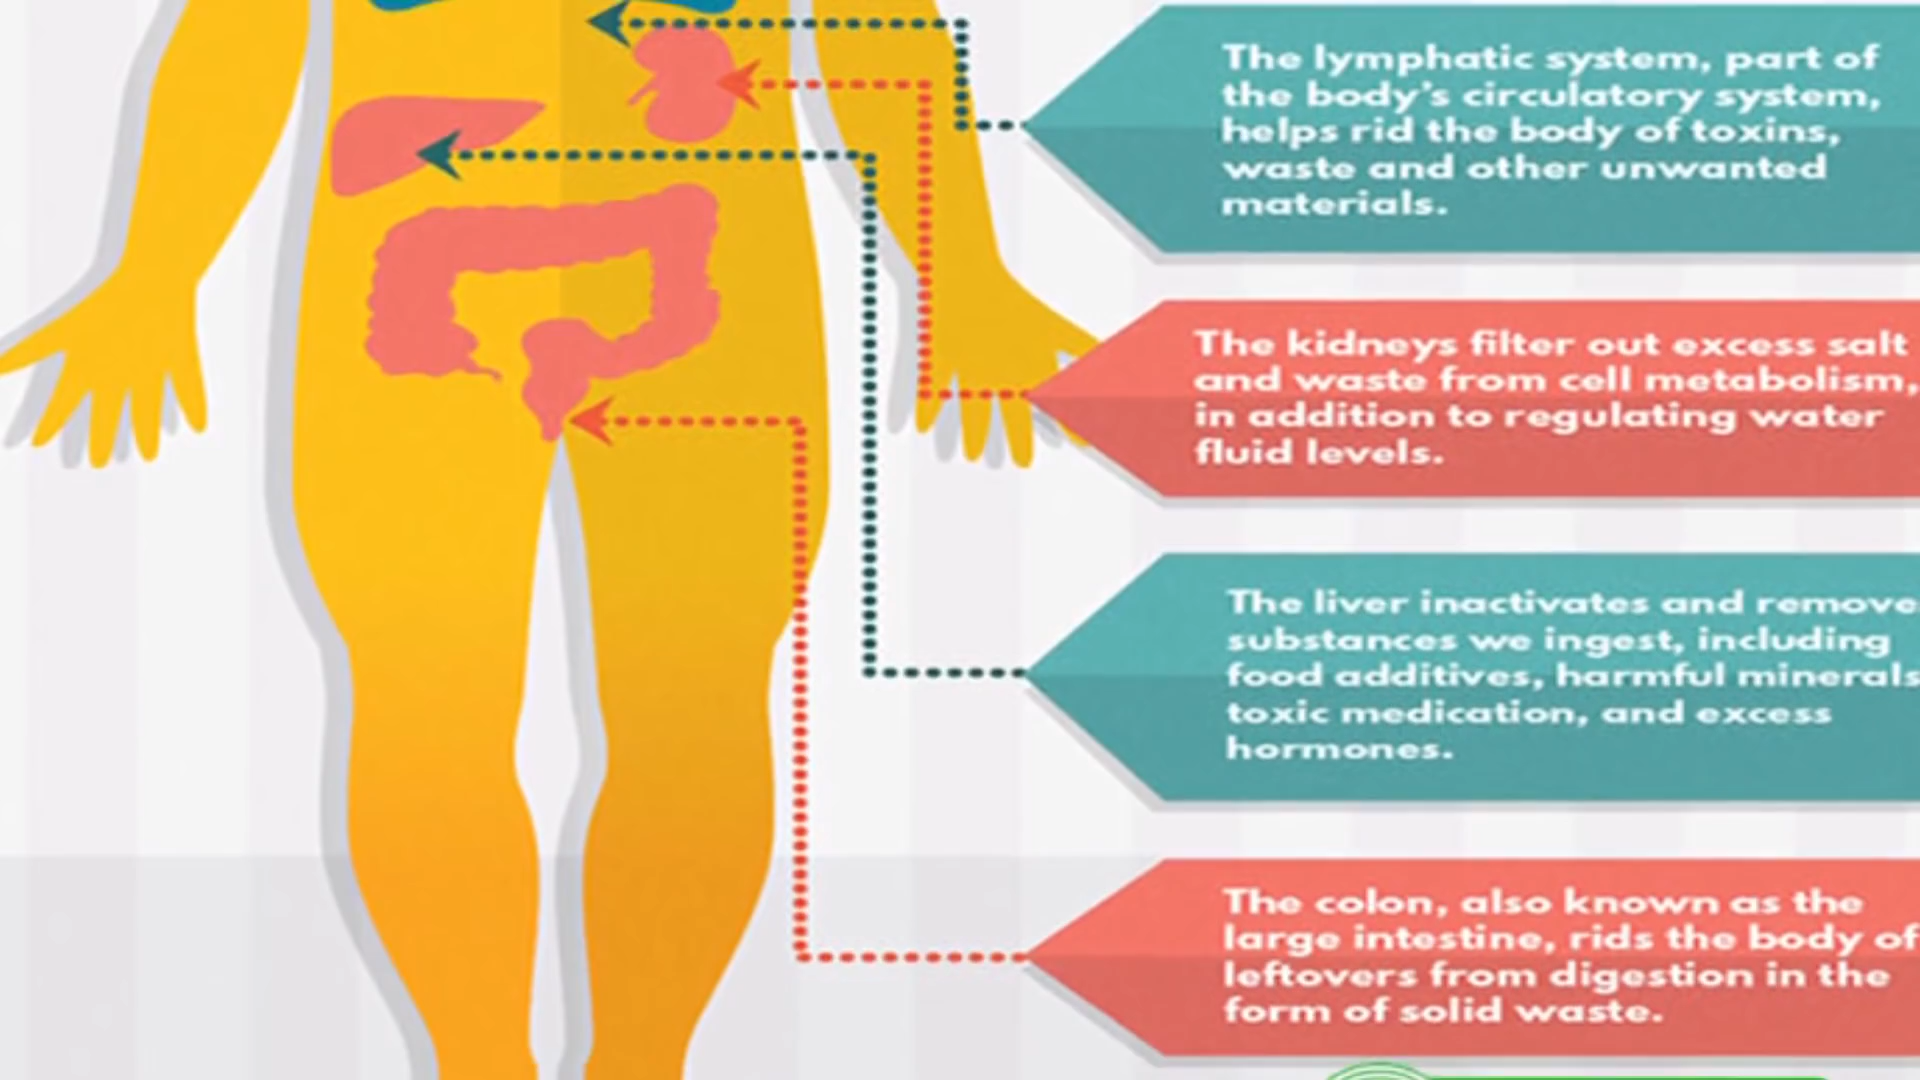 The lymphatic system, part of
the body's circulatory system,
helps rid the body of toxins,
waste and other unwanted
materials.
The kidneys filter out excess salt
and waste from cell metabolism,
in addition to regulating water
fluid levels.
The liver inactivates and remove
substances we ingest, including
food additives, harmful minerals
toxic medication, and excess
hormones.
The colon, also known as the
large intestine, rids the body of
leftovers from digestion in the
form of solid waste.